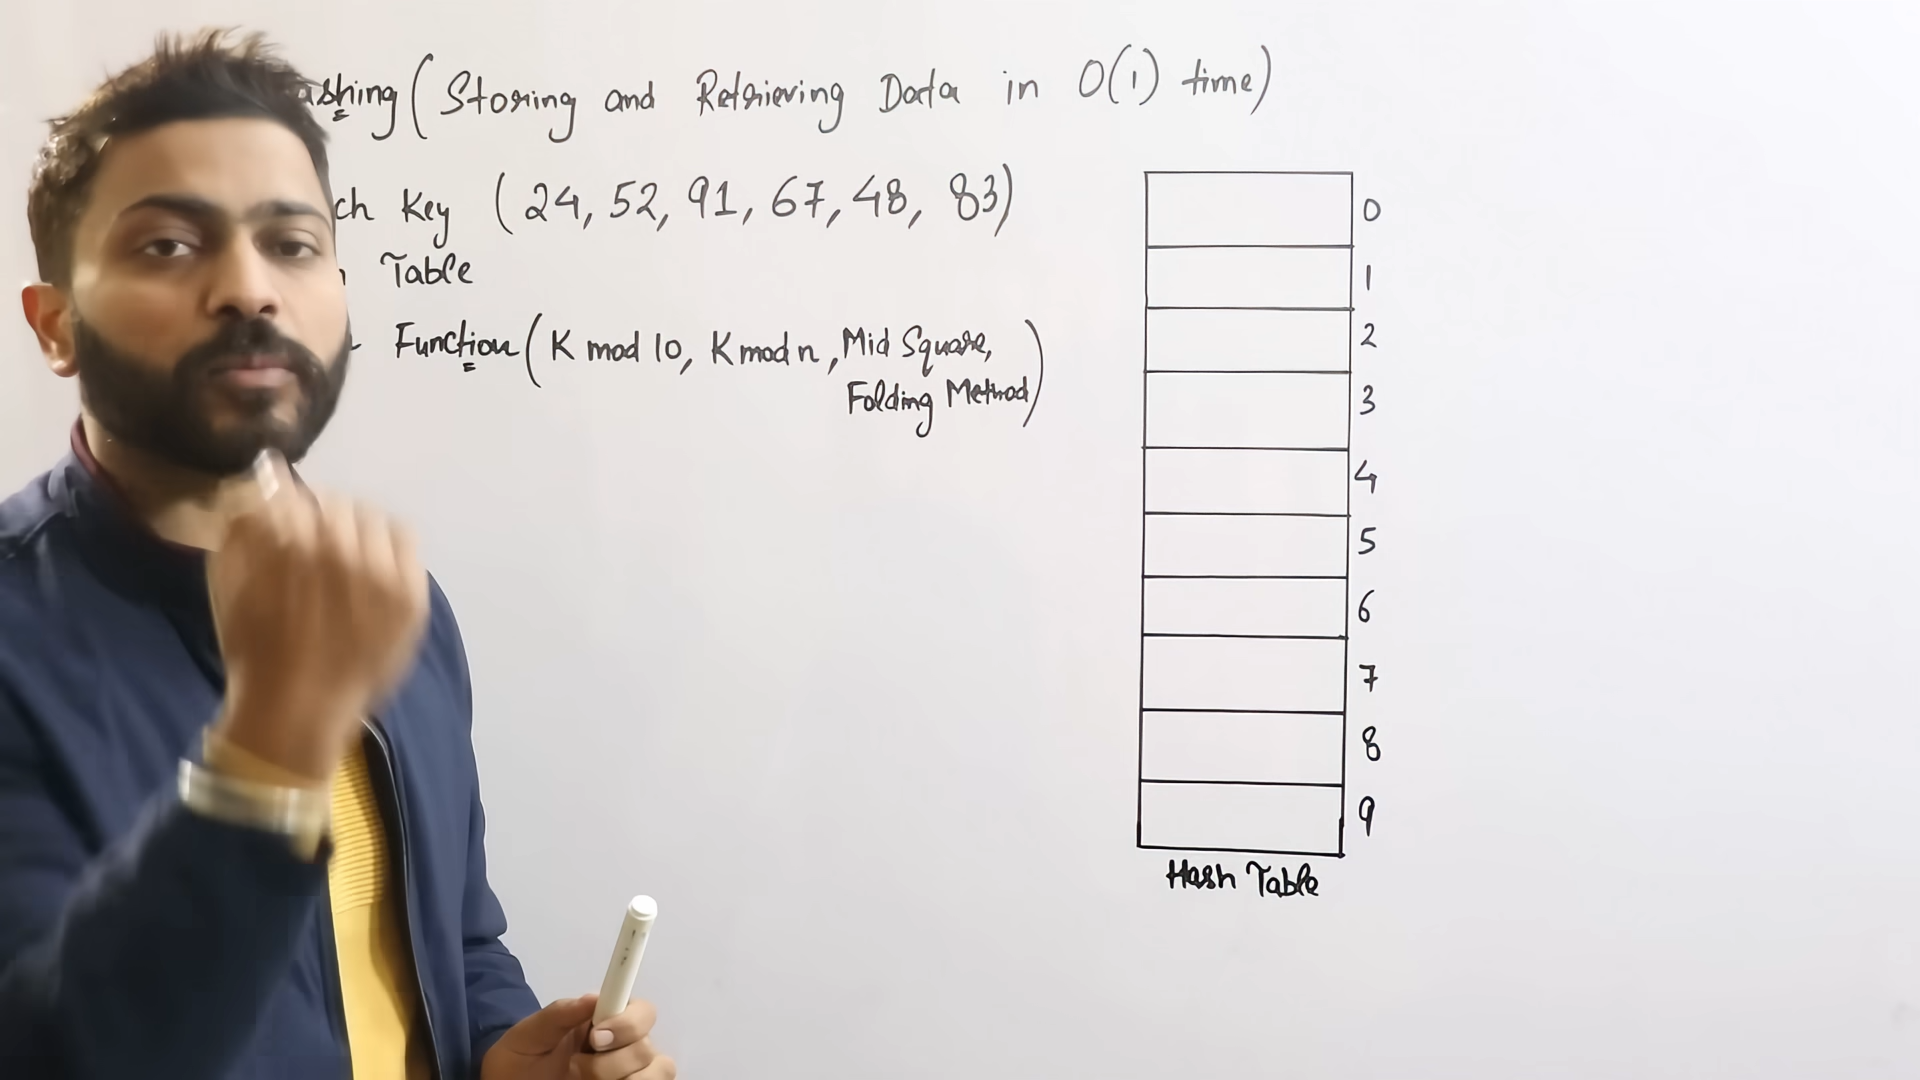 ashing (Storing and Retrieving Data in O(1) time)
ch Key (24, 52, 91, 67, 48, 83)
Table
Function (K mod 10, K mod n, Mid Square,
Folding Method)
0
1
2
3
4
5
6
7
8
9
Hash Table